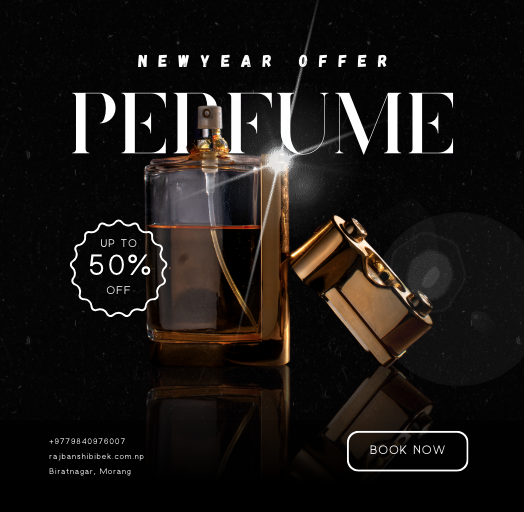 NEWYEAR OFFER
PERFUME
UP TO
50%
OFF
+9779840976007
rajbanshibibek.com.np
Biratnagar, Morang
BOOK NOW